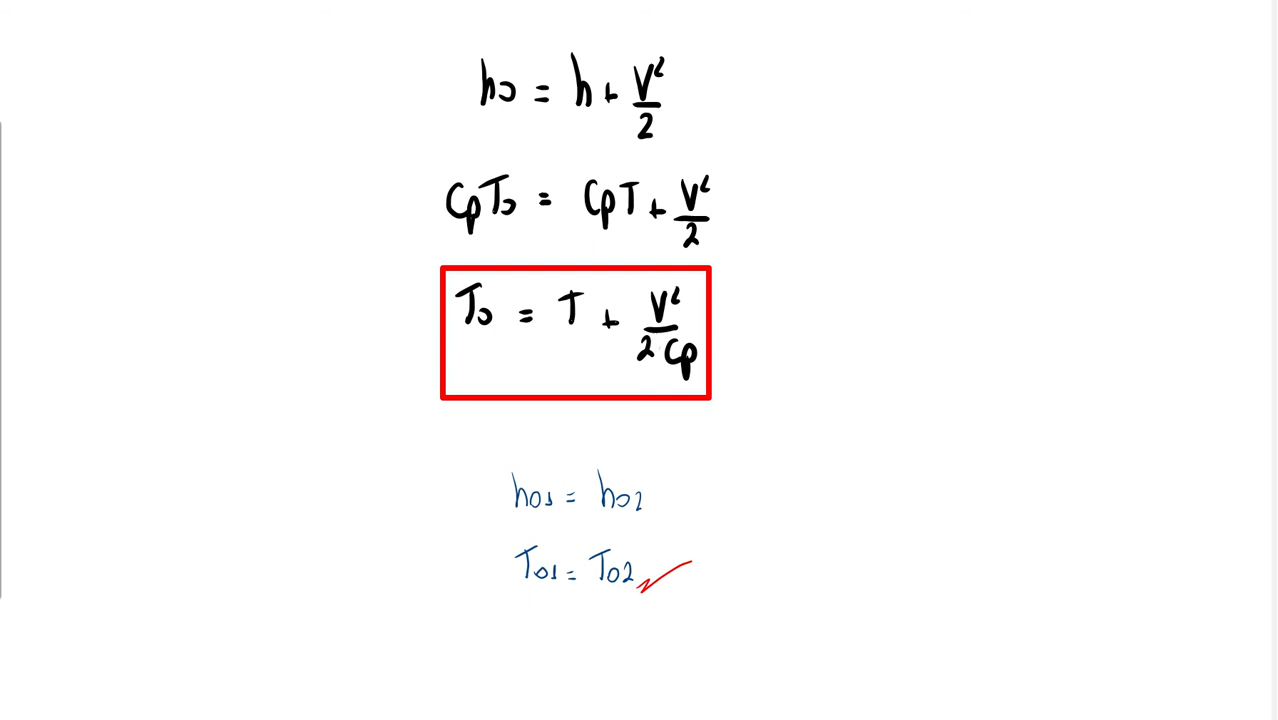 h₀ = h + V²/2
CpT₀ = CpT + V²/2
T₀ = T + V²/2Cp
h₀₁ = h₀₂
T₀₁ = T₀₂ ✓